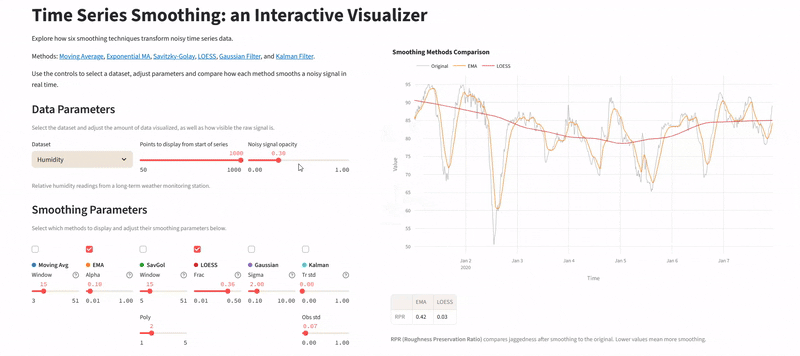 Time Series Smoothing: an Interactive Visualizer
Explore how six smoothing techniques transform noisy time series data.
Methods: Moving Average, Exponential MA, Savitzky-Golay, LOESS, Gaussian Filter, and Kalman Filter.
Use the controls to select a dataset, adjust parameters and compare how each method smooths a noisy signal in
real time.
Data Parameters
Select the dataset and adjust the amount of data visualized, as well as how visible the raw signal is.
Dataset Points to display from start of series Noisy signal opacity
1000 0.30
Humidity
50 1000 0.00 1.00
Relative humidity readings from a long-term weather monitoring station.
Smoothing Parameters
Select which methods to display and adjust their smoothing parameters below.
Moving Avg EMA SavGol LOESS Gaussian Kalman
Window Alpha Window Frac Sigma Tr std
15 0.10 15 0.36 2.00 0.00
3 51 0.01 1.00 5 51 0.01 0.50 0.10 10.00 0.00 1.00
Poly Obs std
2 0.07
1 5 0.00 1.00
Smoothing Methods Comparison
Original EMA LOESS
95
90
85
80
75
70
65
60
55
50
Value
Jan 2 Jan 3 Jan 4 Jan 5 Jan 6 Jan 7
2020
Time
EMA LOESS
RPR 0.42 0.03
RPR (Roughness Preservation Ratio) compares jaggedness after smoothing to the original. Lower values mean more smoothing.